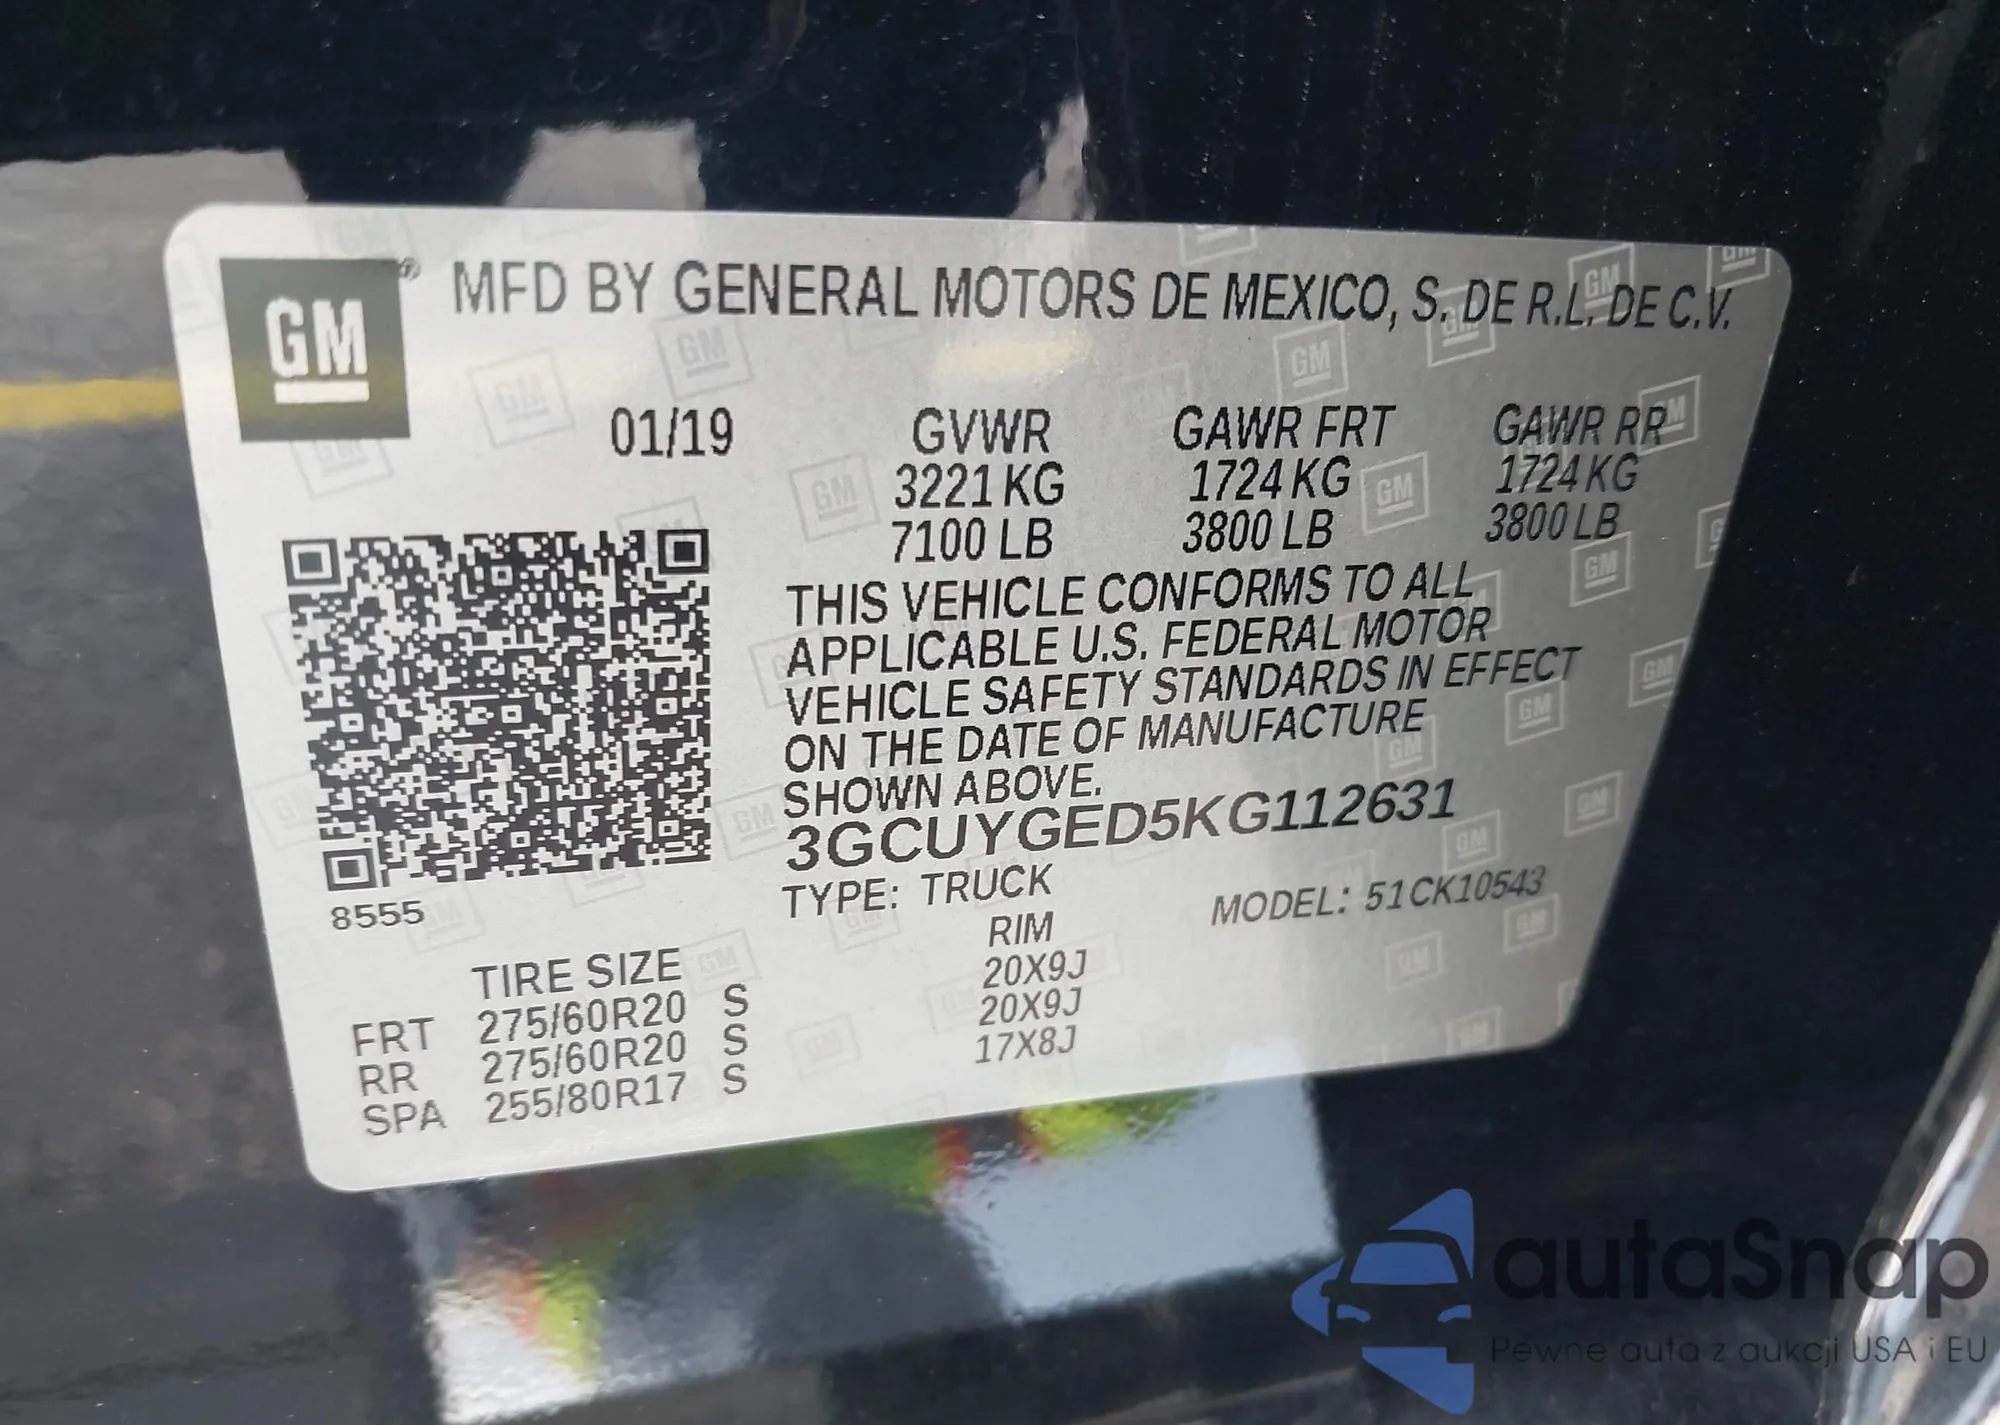 GM® MFD BY GENERAL MOTORS DE MEXICO, S. DE R.L. DE C.V.
01/19 GVWR GAWR FRT GAWR RR
3221 KG 1724 KG 1724 KG
7100 LB 3800 LB 3800 LB
THIS VEHICLE CONFORMS TO ALL
APPLICABLE U.S. FEDERAL MOTOR
VEHICLE SAFETY STANDARDS IN EFFECT
ON THE DATE OF MANUFACTURE
SHOWN ABOVE.
3GCUYGED5KG112631
8555
TYPE: TRUCK MODEL: 51CK10543
TIRE SIZE RIM
FRT 275/60R20 S 20X9J
RR 275/60R20 S 20X9J
SPA 255/80R17 S 17X8J
autaSnap
Pewne auta z aukcji USA i EU